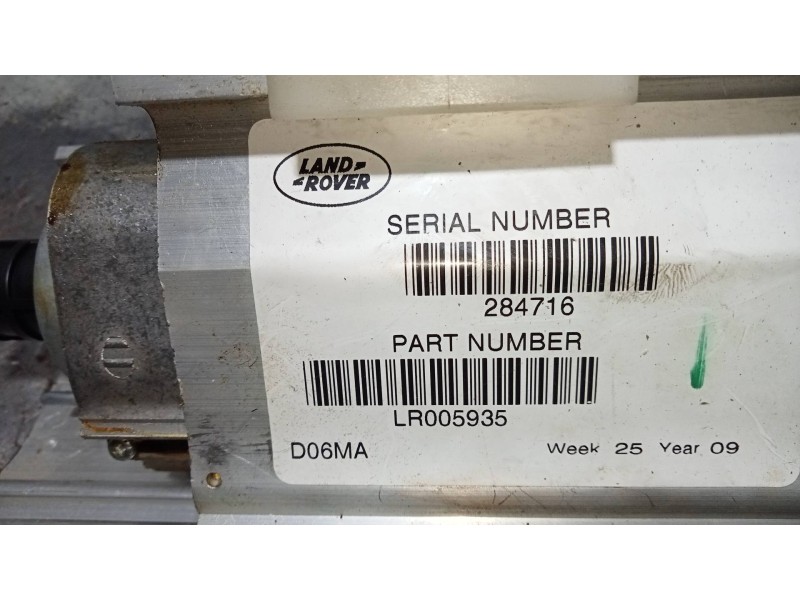 LAND
ROVER
SERIAL NUMBER
284716
PART NUMBER
LR005935
D06MA Week 25 Year 09